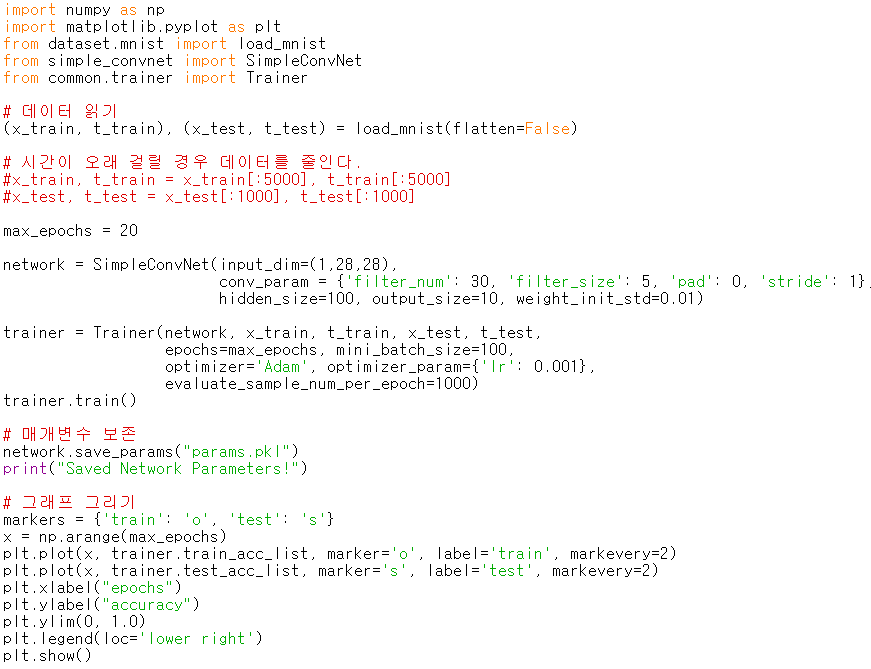 import numpy as np
import matplotlib.pyplot as plt
from dataset.mnist import load_mnist
from simple_convnet import SimpleConvNet
from common.trainer import Trainer

# 데이터 읽기
(x_train, t_train), (x_test, t_test) = load_mnist(flatten=False)

# 시간이 오래 걸릴 경우 데이터를 줄인다.
#x_train, t_train = x_train[:5000], t_train[:5000]
#x_test, t_test = x_test[:1000], t_test[:1000]

max_epochs = 20

network = SimpleConvNet(input_dim=(1,28,28),
                        conv_param = {'filter_num': 30, 'filter_size': 5, 'pad': 0, 'stride': 1},
                        hidden_size=100, output_size=10, weight_init_std=0.01)

trainer = Trainer(network, x_train, t_train, x_test, t_test,
                  epochs=max_epochs, mini_batch_size=100,
                  optimizer='Adam', optimizer_param={'lr': 0.001},
                  evaluate_sample_num_per_epoch=1000)
trainer.train()

# 매개변수 보존
network.save_params("params.pkl")
print("Saved Network Parameters!")

# 그래프 그리기
markers = {'train': 'o', 'test': 's'}
x = np.arange(max_epochs)
plt.plot(x, trainer.train_acc_list, marker='o', label='train', markevery=2)
plt.plot(x, trainer.test_acc_list, marker='s', label='test', markevery=2)
plt.xlabel("epochs")
plt.ylabel("accuracy")
plt.ylim(0, 1.0)
plt.legend(loc='lower right')
plt.show()